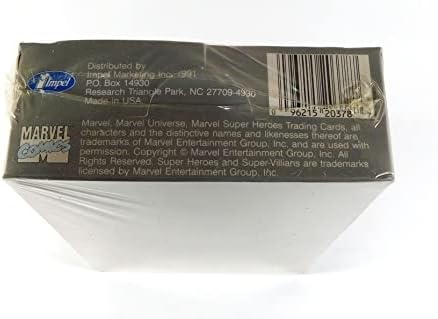 Distributed by
Impel Marketing Inc. 1991
P.O. Box 14930
Research Triangle Park, NC 27709-4930
Made in USA
Impel
96215 20378
MARVEL
COMICS
Marvel, Marvel Universe, Marvel Super Heroes Trading Cards, all
characters and the distinctive names and likenesses thereof are
trademarks of Marvel Entertainment Group, Inc. and are used with
permission. Copyright © Marvel Entertainment Group, Inc. All
Rights Reserved. Super Heroes and Super-Villians are trademarks
licensed by Marvel Entertainment Group, Inc.